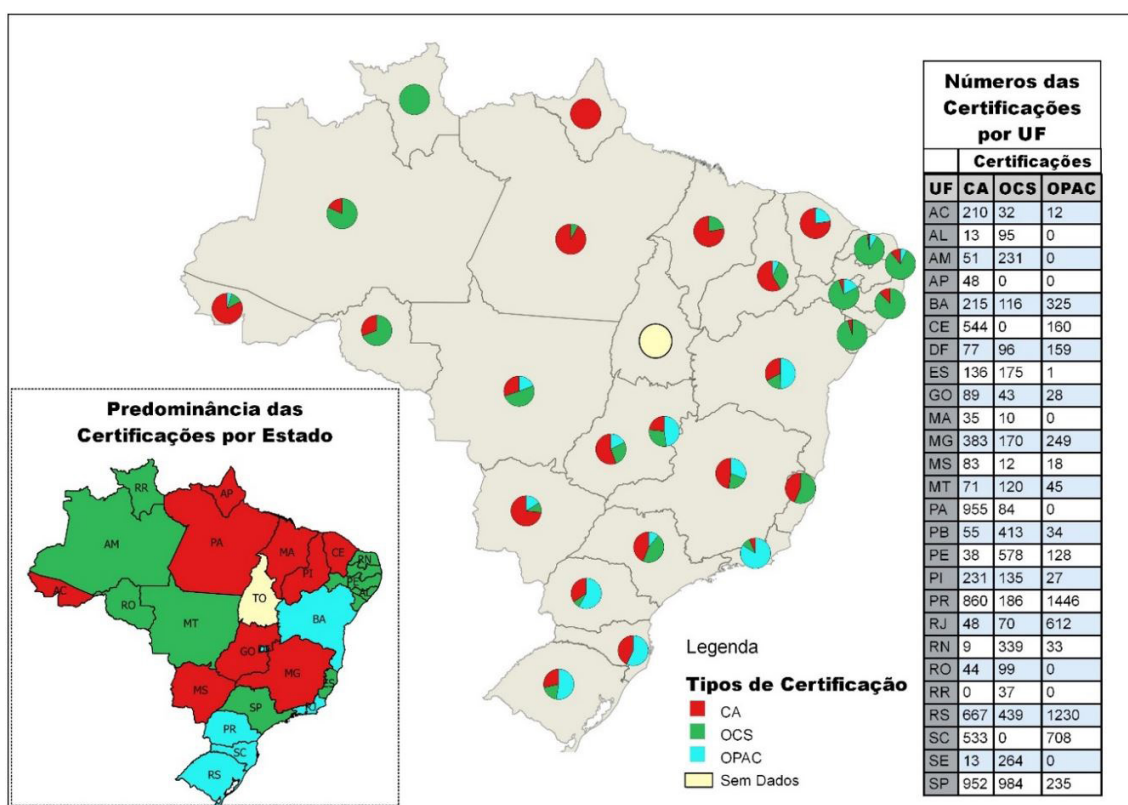 Números das
Certificações
por UF
Certificações
UF CA OCS OPAC
AC 210 32 12
AL 13 95 0
AM 51 231 0
AP 48 0 0
BA 215 116 325
CE 544 0 160
DF 77 96 159
ES 136 175 1
GO 89 43 28
MA 35 10 0
MG 383 170 249
MS 83 12 18
MT 71 120 45
PA 955 84 0
PB 55 413 34
PE 38 578 128
PI 231 135 27
PR 860 186 1446
RJ 48 70 612
RN 9 339 33
RO 44 99 0
RR 0 37 0
RS 667 439 1230
SC 533 0 708
SE 13 264 0
SP 952 984 235
Predominância das
Certificações por Estado
RR
AP
AM
PA
MA
CE
RN
PI
AC
RO
TO
AL
MT
BA
GO
MG
MS
ES
SP
PR
SC
RS
Legenda
Tipos de Certificação
CA
OCS
OPAC
Sem Dados